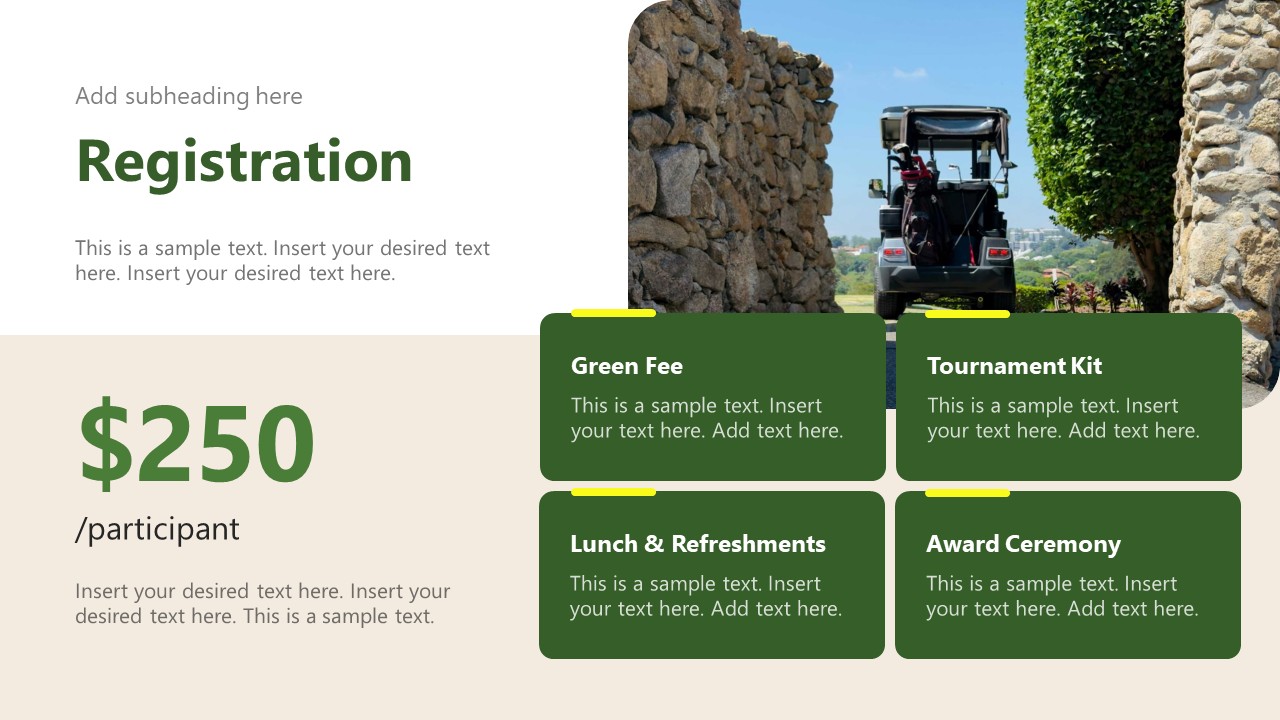 Add subheading here
Registration
This is a sample text. Insert your desired text
here. Insert your desired text here.
$250
/participant
Insert your desired text here. Insert your
desired text here. This is a sample text.
Green Fee
This is a sample text. Insert
your text here. Add text here.
Tournament Kit
This is a sample text. Insert
your text here. Add text here.
Lunch & Refreshments
This is a sample text. Insert
your text here. Add text here.
Award Ceremony
This is a sample text. Insert
your text here. Add text here.